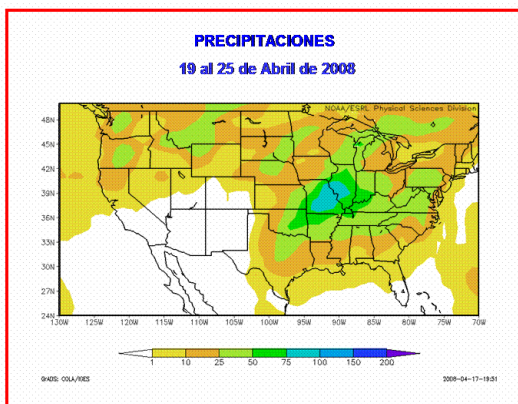 PRECIPITACIONES
19 al 25 de Abril de 2008
NOAA/ESRL Physical Sciences Division
48N
45N
42N
39N
36N
33N
30N
27N
24N
130W 125W 120W 115W 110W 105W 100W 95W 90W 85W 80W 75W 70W
1 10 25 50 75 100 150 200
GrADS: COLA/IGES 2008-04-17-19:31